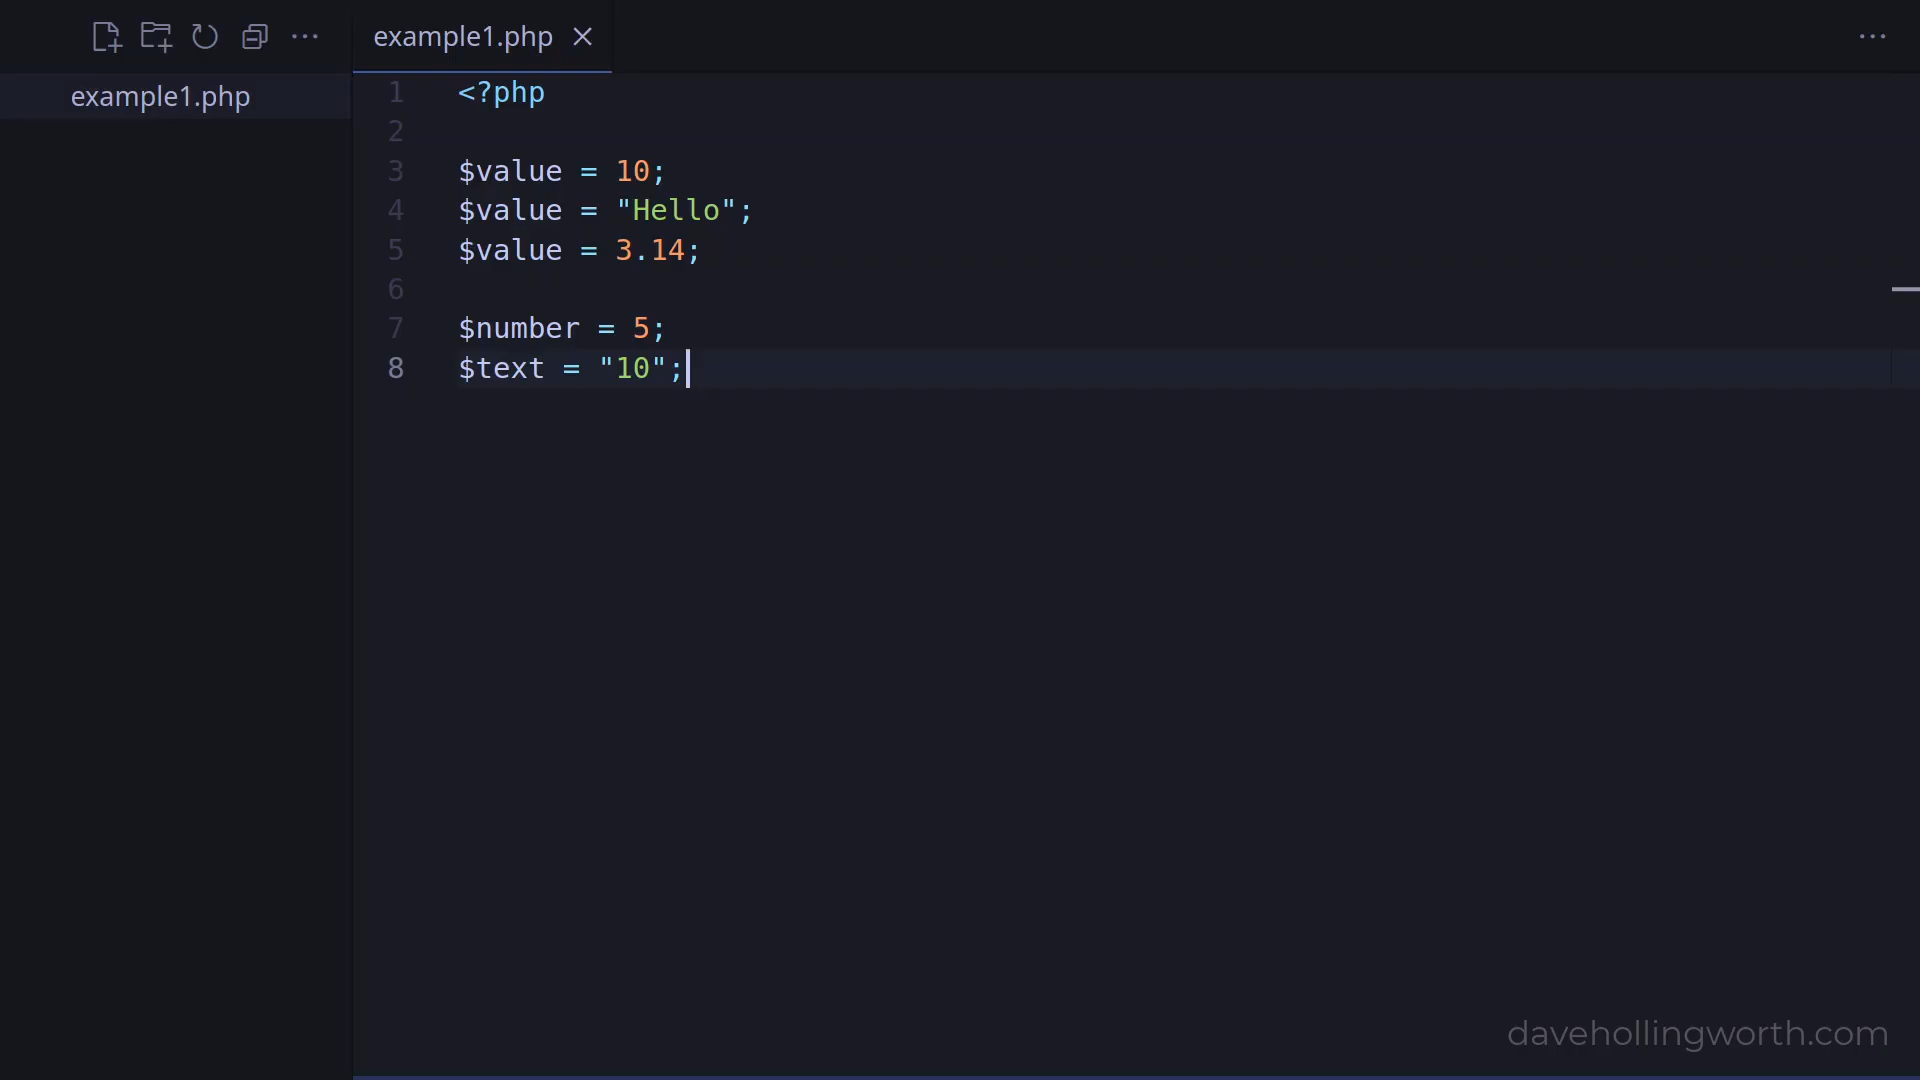 example1.php
example1.php
1 <?php
2
3 $value = 10;
4 $value = "Hello";
5 $value = 3.14;
6
7 $number = 5;
8 $text = "10";
davehollingworth.com